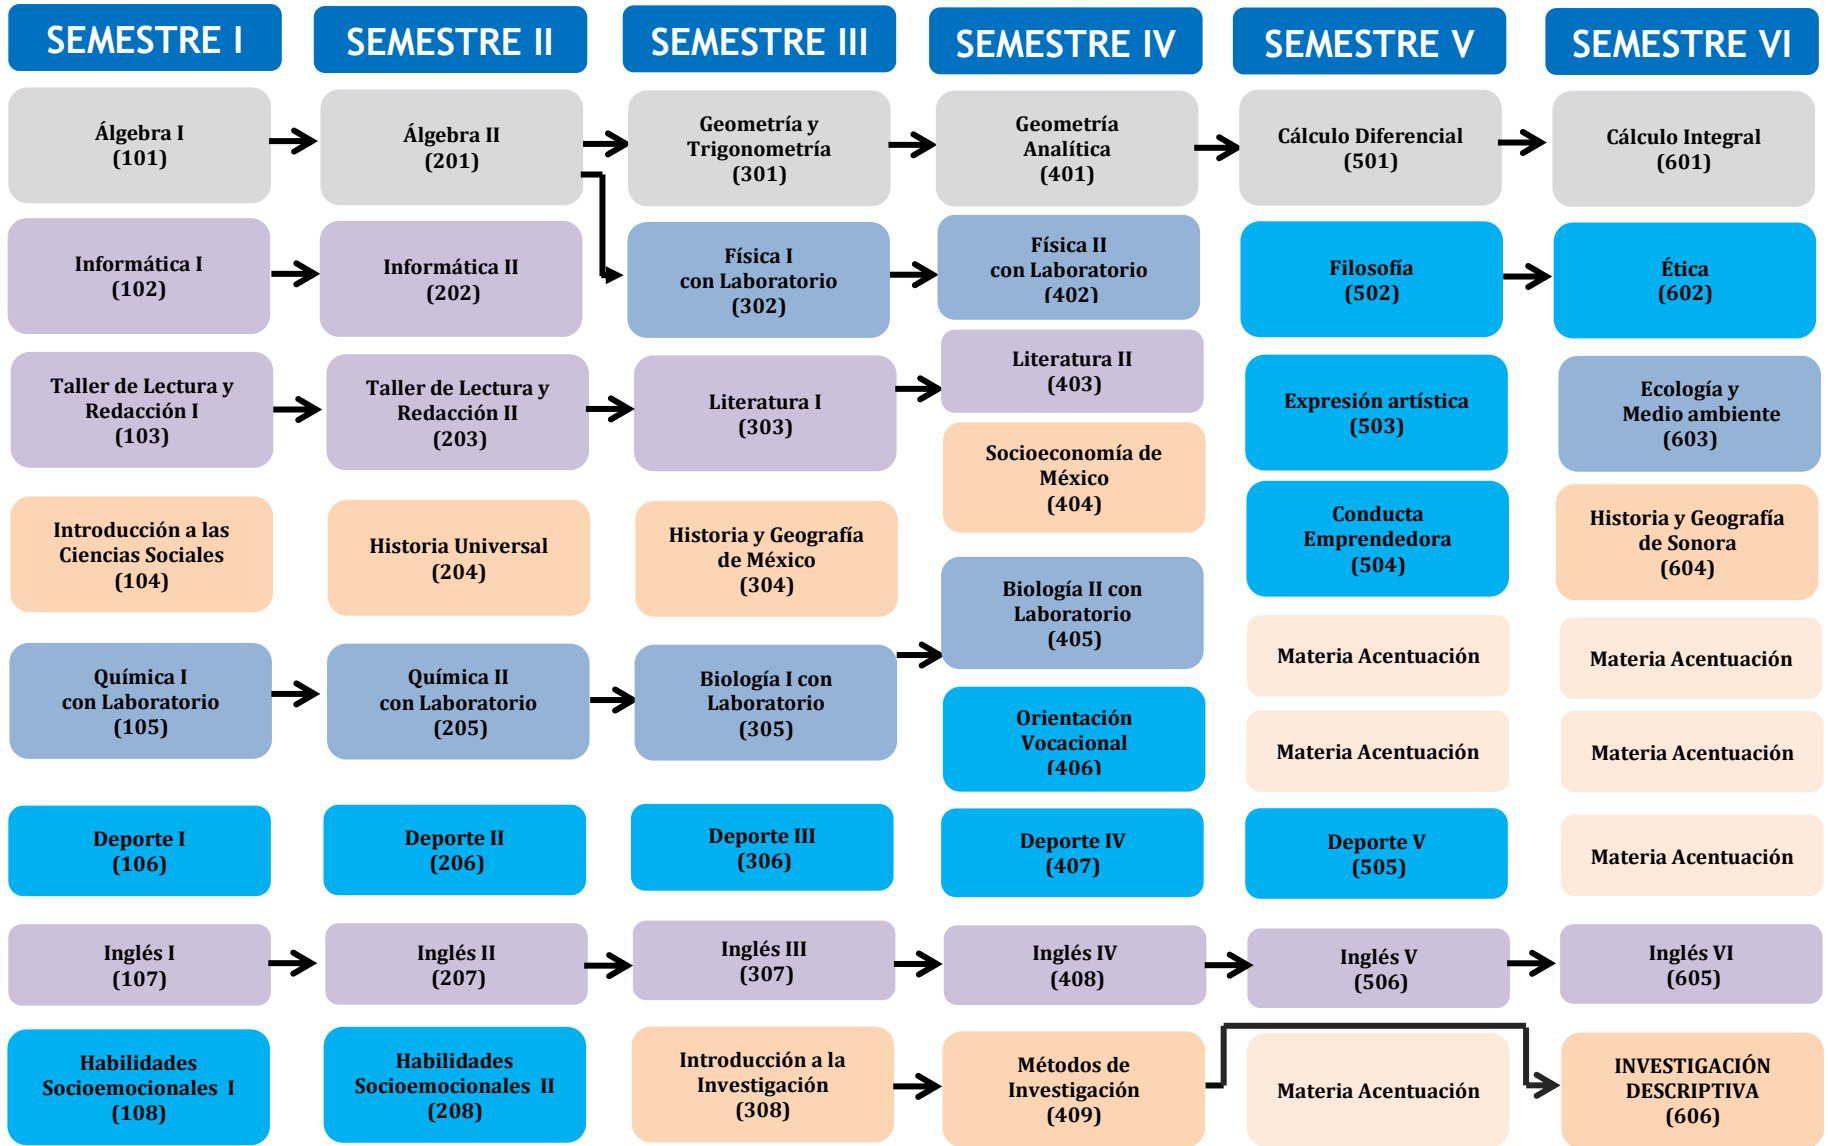 SEMESTRE I
SEMESTRE II
SEMESTRE III
SEMESTRE IV
SEMESTRE V
SEMESTRE VI
Álgebra I
(101)
Álgebra II
(201)
Geometría y
Trigonometría
(301)
Geometría
Analítica
(401)
Cálculo Diferencial
(501)
Cálculo Integral
(601)
Informática I
(102)
Informática II
(202)
Física I
con Laboratorio
(302)
Física II
con Laboratorio
(402)
Filosofía
(502)
Ética
(602)
Taller de Lectura y
Redacción I
(103)
Taller de Lectura y
Redacción II
(203)
Literatura I
(303)
Literatura II
(403)
Expresión artística
(503)
Ecología y
Medio ambiente
(603)
Introducción a las
Ciencias Sociales
(104)
Historia Universal
(204)
Historia y Geografía
de México
(304)
Socioeconomía de
México
(404)
Conducta
Emprendedora
(504)
Historia y Geografía
de Sonora
(604)
Química I
con Laboratorio
(105)
Química II
con Laboratorio
(205)
Biología I con
Laboratorio
(305)
Biología II con
Laboratorio
(405)
Materia Acentuación
Materia Acentuación
Orientación
Vocacional
(406)
Materia Acentuación
Materia Acentuación
Deporte I
(106)
Deporte II
(206)
Deporte III
(306)
Deporte IV
(407)
Deporte V
(505)
Materia Acentuación
Inglés I
(107)
Inglés II
(207)
Inglés III
(307)
Inglés IV
(408)
Inglés V
(506)
Inglés VI
(605)
Habilidades
Socioemocionales I
(108)
Habilidades
Socioemocionales II
(208)
Introducción a la
Investigación
(308)
Métodos de
Investigación
(409)
Materia Acentuación
INVESTIGACIÓN
DESCRIPTIVA
(606)